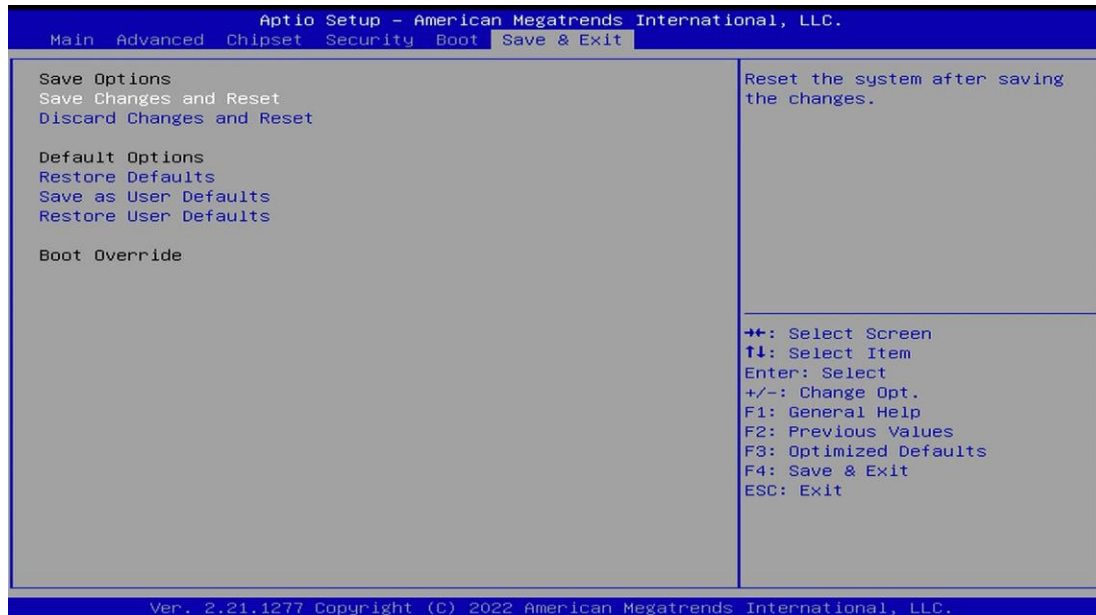 Aptio Setup – American Megatrends International, LLC.
Main Advanced Chipset Security Boot Save & Exit
Save Options
Save Changes and Reset
Discard Changes and Reset
Default Options
Restore Defaults
Save as User Defaults
Restore User Defaults
Boot Override
Reset the system after saving
the changes.
→←: Select Screen
↑↓: Select Item
Enter: Select
+/-: Change Opt.
F1: General Help
F2: Previous Values
F3: Optimized Defaults
F4: Save & Exit
ESC: Exit
Ver. 2.21.1277 Copyright (C) 2022 American Megatrends International, LLC.